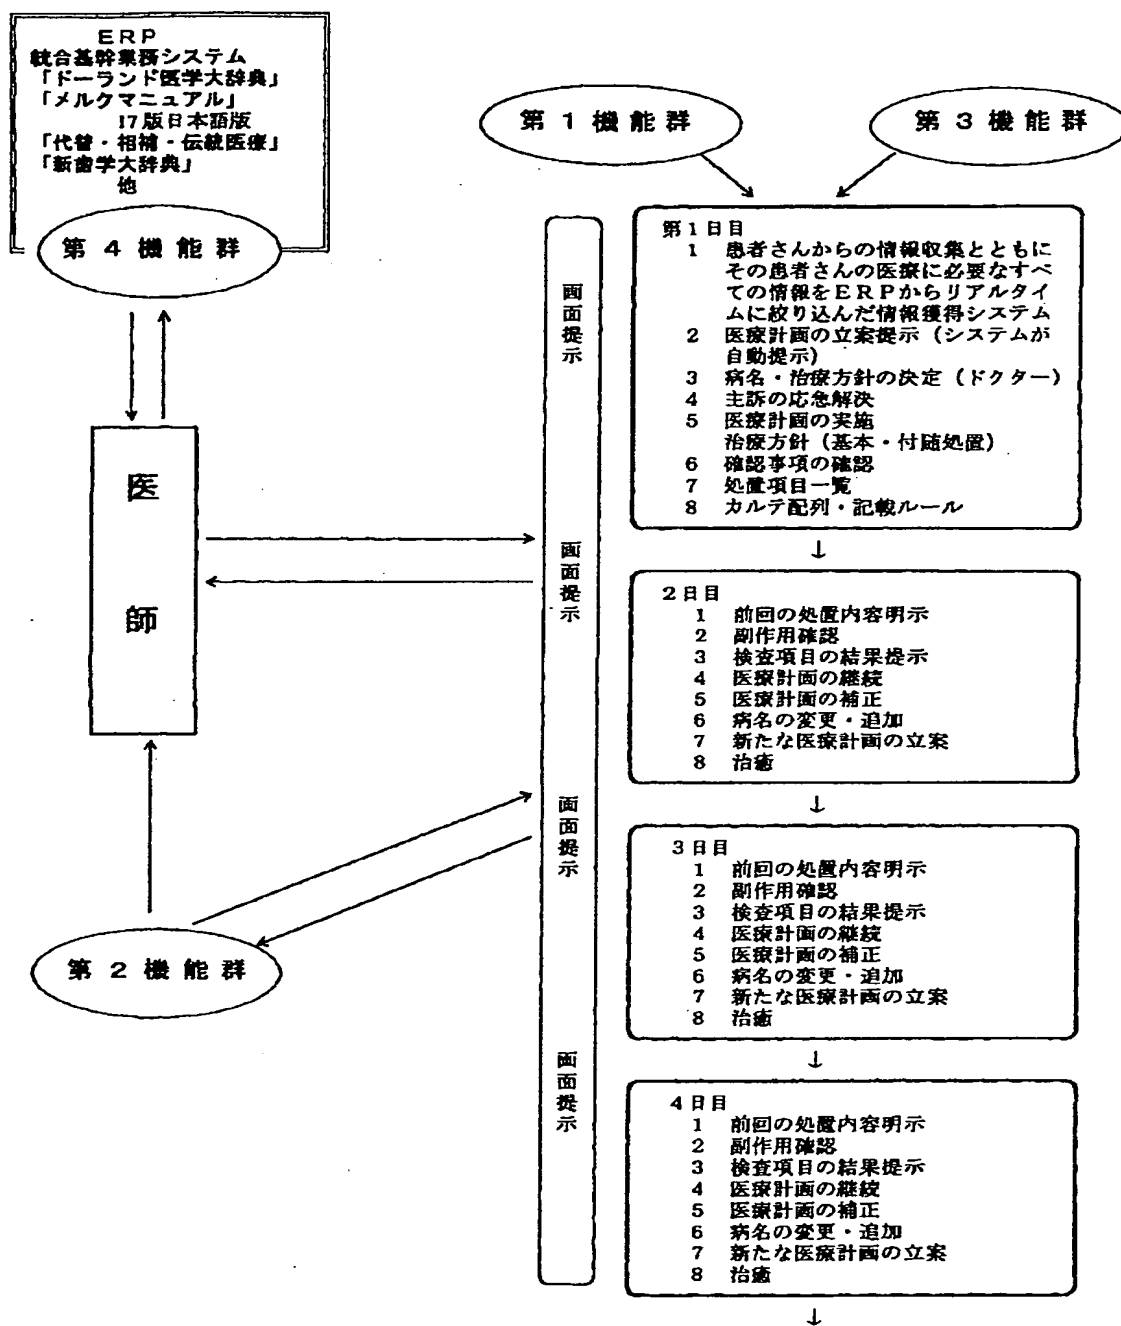 ERP
統合基幹業務システム
「ドーランド医学大辞典」
「メルクマニュアル」
17版日本語版
「代替・相補・伝統医療」
「新歯学大辞典」
他
第4機能群
第1機能群
第3機能群
医師
第2機能群
画面提示
画面提示
画面提示
画面提示
第1日目
1 患者さんからの情報収集とともに
その患者さんの医療に必要なすべ
ての情報をERPからリアルタイ
ムに絞り込んだ情報獲得システム
2 医療計画の立案提示(システムが
自動提示)
3 病名・治療方針の決定(ドクター)
4 主訴の応急解決
5 医療計画の実施
治療方針(基本・付随処置)
6 確認事項の確認
7 処置項目一覧
8 カルテ配列・記載ルール
↓
2日目
1 前回の処置内容明示
2 副作用確認
3 検査項目の結果提示
4 医療計画の継続
5 医療計画の補正
6 病名の変更・追加
7 新たな医療計画の立案
8 治癒
↓
3日目
1 前回の処置内容明示
2 副作用確認
3 検査項目の結果提示
4 医療計画の継続
5 医療計画の補正
6 病名の変更・追加
7 新たな医療計画の立案
8 治癒
↓
4日目
1 前回の処置内容明示
2 副作用確認
3 検査項目の結果提示
4 医療計画の継続
5 医療計画の補正
6 病名の変更・追加
7 新たな医療計画の立案
8 治癒
↓